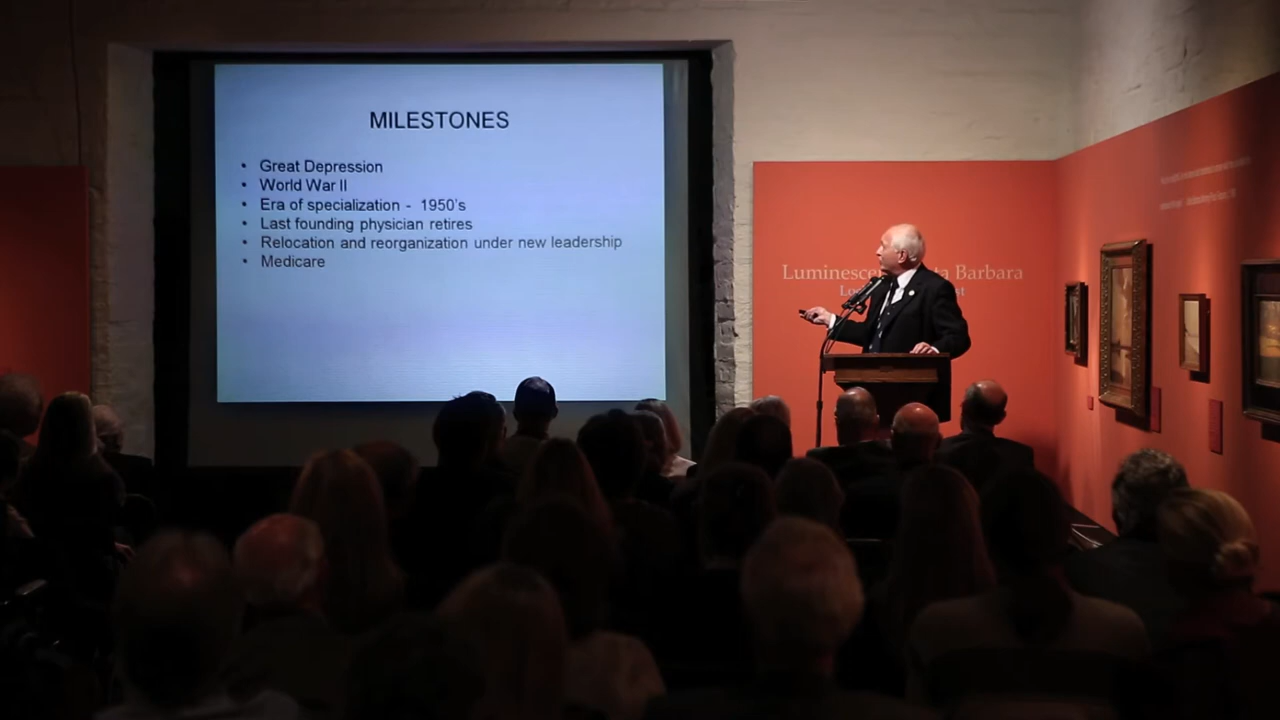 MILESTONES
• Great Depression
• World War II
• Era of specialization - 1950's
• Last founding physician retires
• Relocation and reorganization under new leadership
• Medicare
Barbara